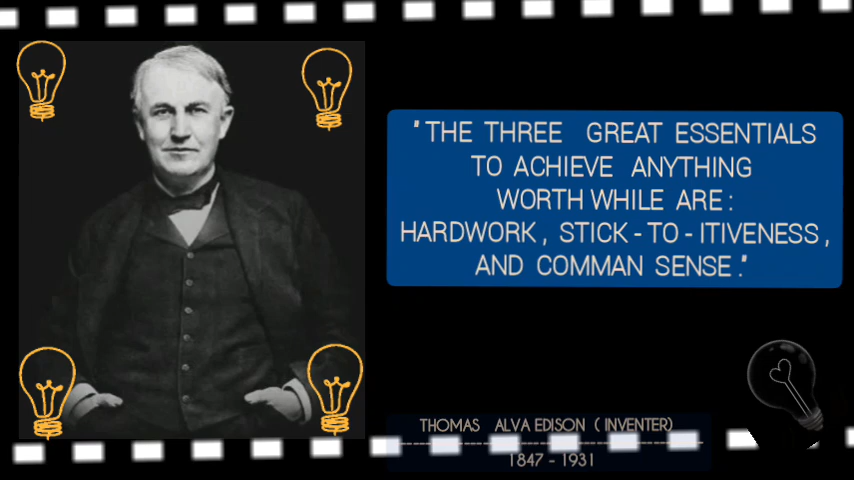 "THE THREE GREAT ESSENTIALS
TO ACHIEVE ANYTHING
WORTH WHILE ARE :
HARDWORK, STICK - TO - ITIVENESS,
AND COMMAN SENSE."
THOMAS ALVA EDISON ( INVENTER)
1847 - 1931